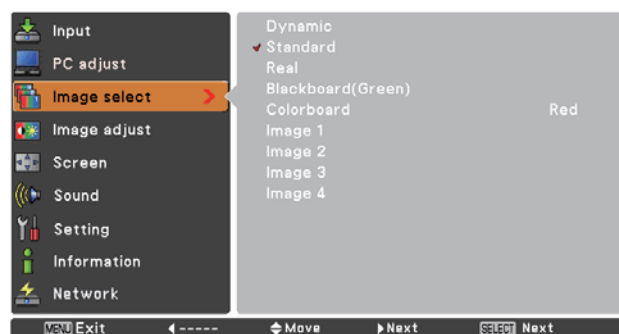 Input
PC adjust
Image select
Image adjust
Screen
Sound
Setting
Information
Network
Dynamic
Standard
Real
Blackboard(Green)
Colorboard Red
Image 1
Image 2
Image 3
Image 4
MENU Exit ----- Move Next SELECT Next